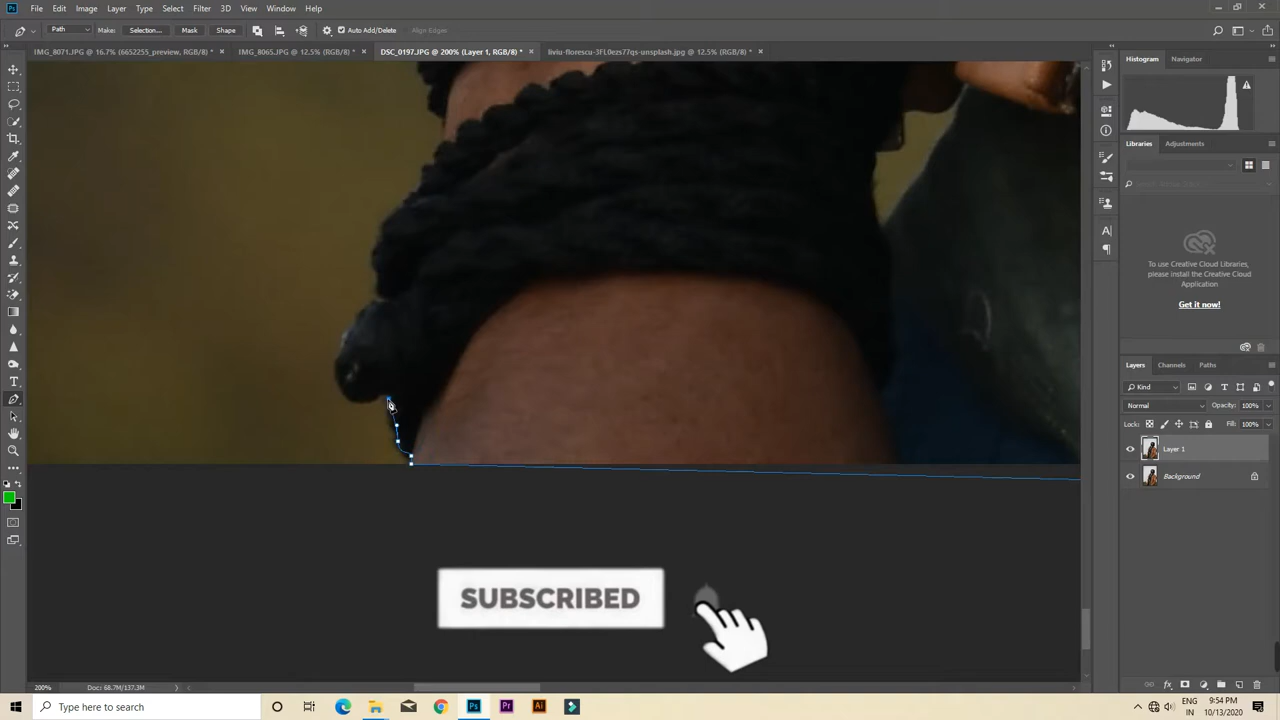 Ps File Edit Image Layer Type Select Filter 3D View Window Help
Path Makes: Selection... Mask Shape Auto Add/Delete Align Edges
IMG_8071.JPG @ 16.7% (6652255_preview, RGB/8) * × IMG_8065.JPG @ 12.5% (RGB/8) * × DSC_0197.JPG @ 200% (Layer 1, RGB/8) * × liviu-florescu-3FL0ezs77qs-unsplash.jpg @ 12.5% (RGB/8) * ×
Histogram Navigator
Libraries Adjustments
To use Creative Cloud Libraries,
please install the Creative Cloud
Application
Get it now!
Layers Channels Paths
Kind
Normal Opacity: 100%
Lock: Fill: 100%
Layer 1
Background
SUBSCRIBED
200% Doc: 68.7M/137.3M
Type here to search
Ps Pr Ai
ENG 9:54 PM
IN 10/13/2020